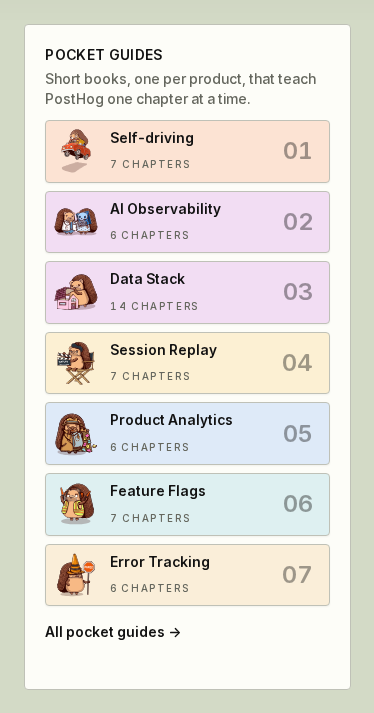 POCKET GUIDES
Short books, one per product, that teach
PostHog one chapter at a time.
Self-driving
7 CHAPTERS
01
AI Observability
6 CHAPTERS
02
Data Stack
14 CHAPTERS
03
Session Replay
7 CHAPTERS
04
Product Analytics
6 CHAPTERS
05
Feature Flags
7 CHAPTERS
06
Error Tracking
6 CHAPTERS
07
All pocket guides →